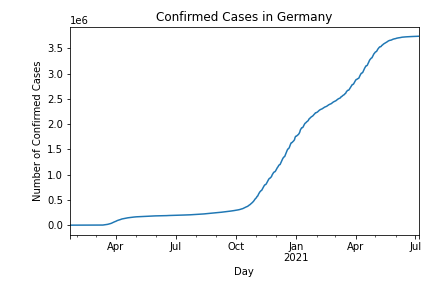 Confirmed Cases in Germany
1e6
3.5
3.0
2.5
2.0
1.5
1.0
0.5
0.0
Number of Confirmed Cases
Apr Jul Oct Jan Apr Jul
2021
Day